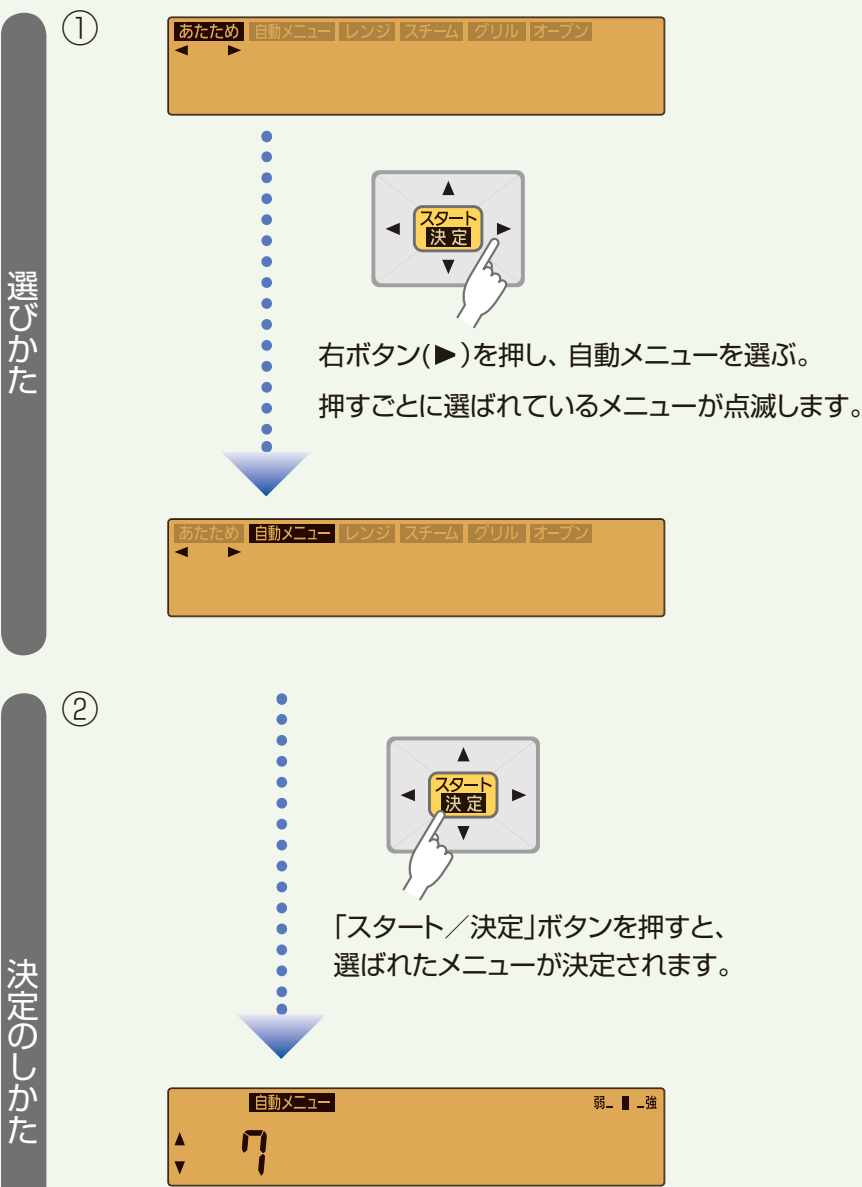 選びかた
①
あたため 自動メニュー レンジ スチーム グリル オーブン
◀ ▶
▲
◀ スタート ▶
決定
▼
右ボタン(▶)を押し、自動メニューを選ぶ。
押すごとに選ばれているメニューが点滅します。
あたため 自動メニュー レンジ スチーム グリル オーブン
◀ ▶
決定のしかた
②
▲
◀ スタート ▶
決定
▼
「スタート／決定」ボタンを押すと、
選ばれたメニューが決定されます。
自動メニュー 弱 強
▲ 7
▼